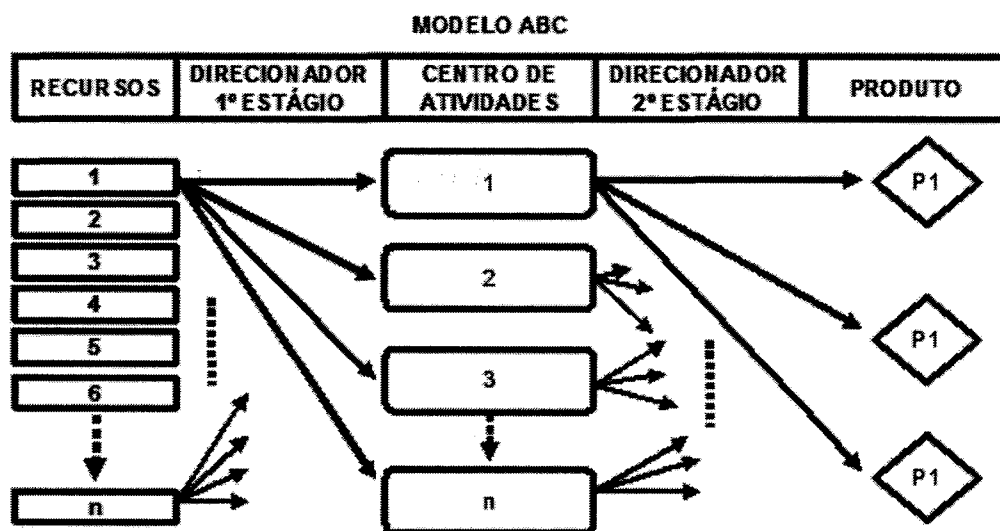 MODELO ABC
RECURSOS
DIRECIONADOR
1º ESTÁGIO
CENTRO DE
ATIVIDADES
DIRECIONADOR
2º ESTÁGIO
PRODUTO
1
2
3
4
5
6
n
1
2
3
n
P1
P1
P1